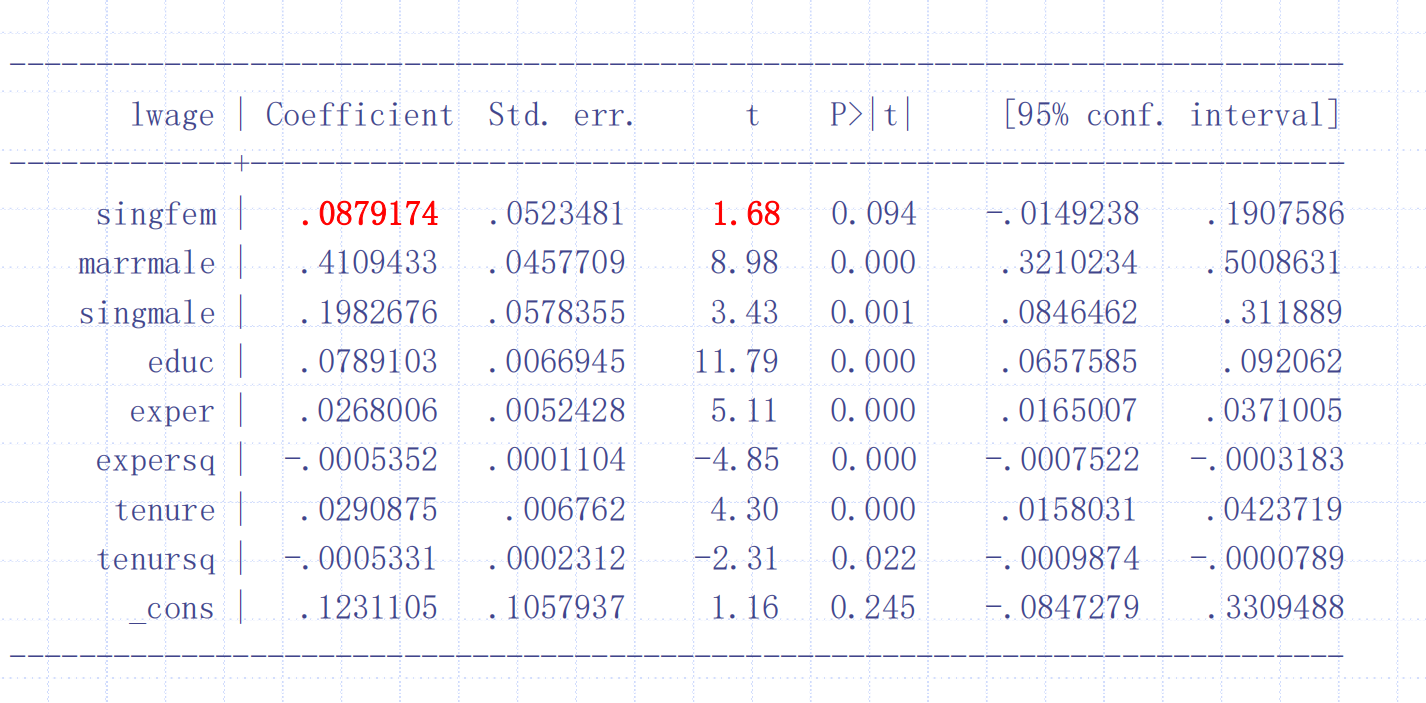 ------------------------------------------------------------------------------
lwage | Coefficient Std. err. t P>|t| [95% conf. interval]
-------------+----------------------------------------------------------------
singfem | .0879174 .0523481 1.68 0.094 -.0149238 .1907586
marrmale | .4109433 .0457709 8.98 0.000 .3210234 .5008631
singmale | .1982676 .0578355 3.43 0.001 .0846462 .311889
educ | .0789103 .0066945 11.79 0.000 .0657585 .092062
exper | .0268006 .0052428 5.11 0.000 .0165007 .0371005
expersq | -.0005352 .0001104 -4.85 0.000 -.0007522 -.0003183
tenure | .0290875 .006762 4.30 0.000 .0158031 .0423719
tenursq | -.0005331 .0002312 -2.31 0.022 -.0009874 -.0000789
_cons | .1231105 .1057937 1.16 0.245 -.0847279 .3309488
------------------------------------------------------------------------------